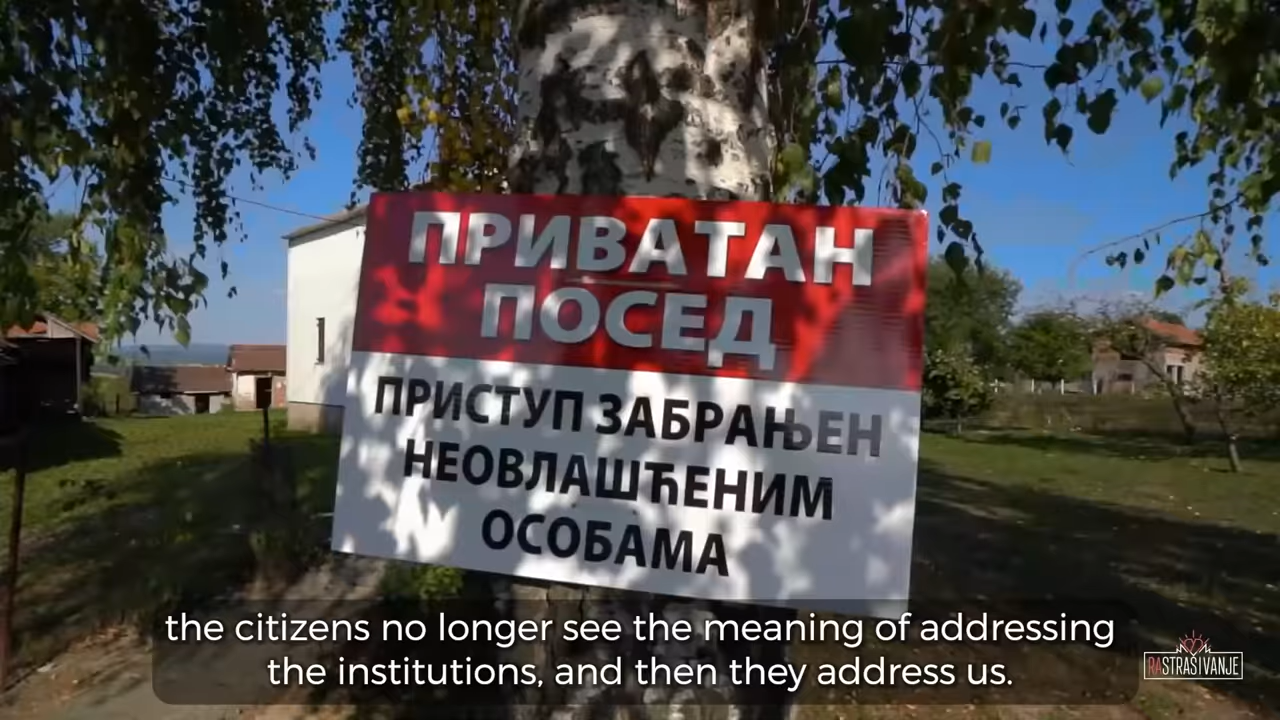 ПРИВАТАН
ПОСЕД
ПРИСТУП ЗАБРАЊЕН
НЕОВЛАШЋЕНИМ
ОСОБАМА
the citizens no longer see the meaning of addressing
the institutions, and then they address us.
RASTRASIVANJE